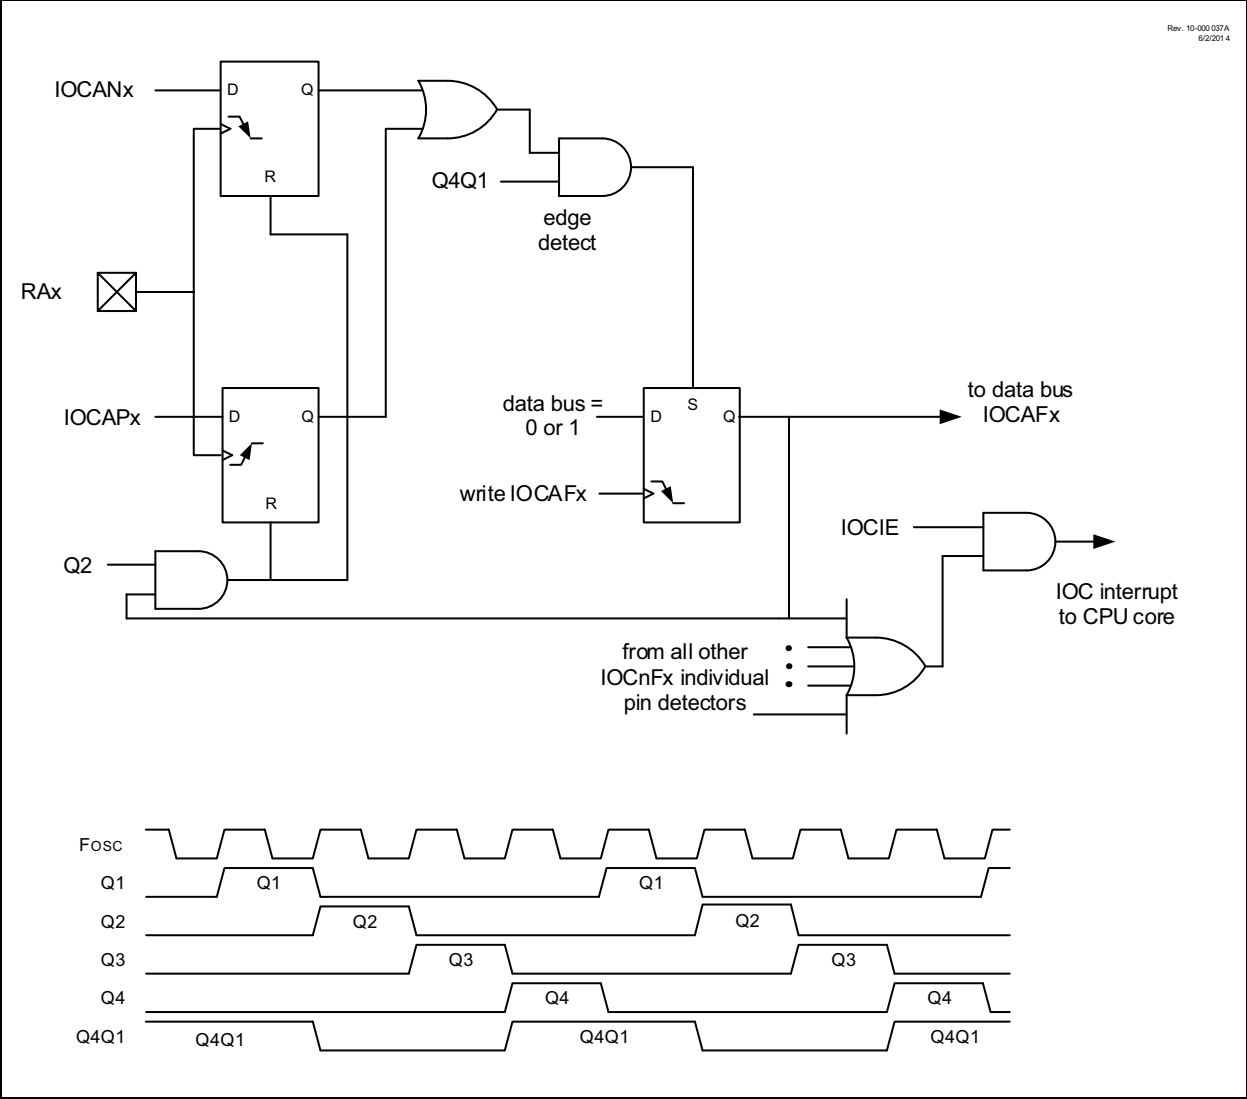 Rev. 10-000 037A
6/2/201 4
IOCANx
D
Q
R
Q4Q1
edge
detect
RAx
IOCAPx
D
Q
R
data bus =
0 or 1
D
S
Q
write IOCAFx
to data bus
IOCAFx
Q2
IOCIE
IOC interrupt
to CPU core
from all other
IOCnFx individual
pin detectors
Fosc
Q1
Q1
Q1
Q2
Q2
Q2
Q3
Q3
Q3
Q4
Q4
Q4
Q4Q1
Q4Q1
Q4Q1
Q4Q1